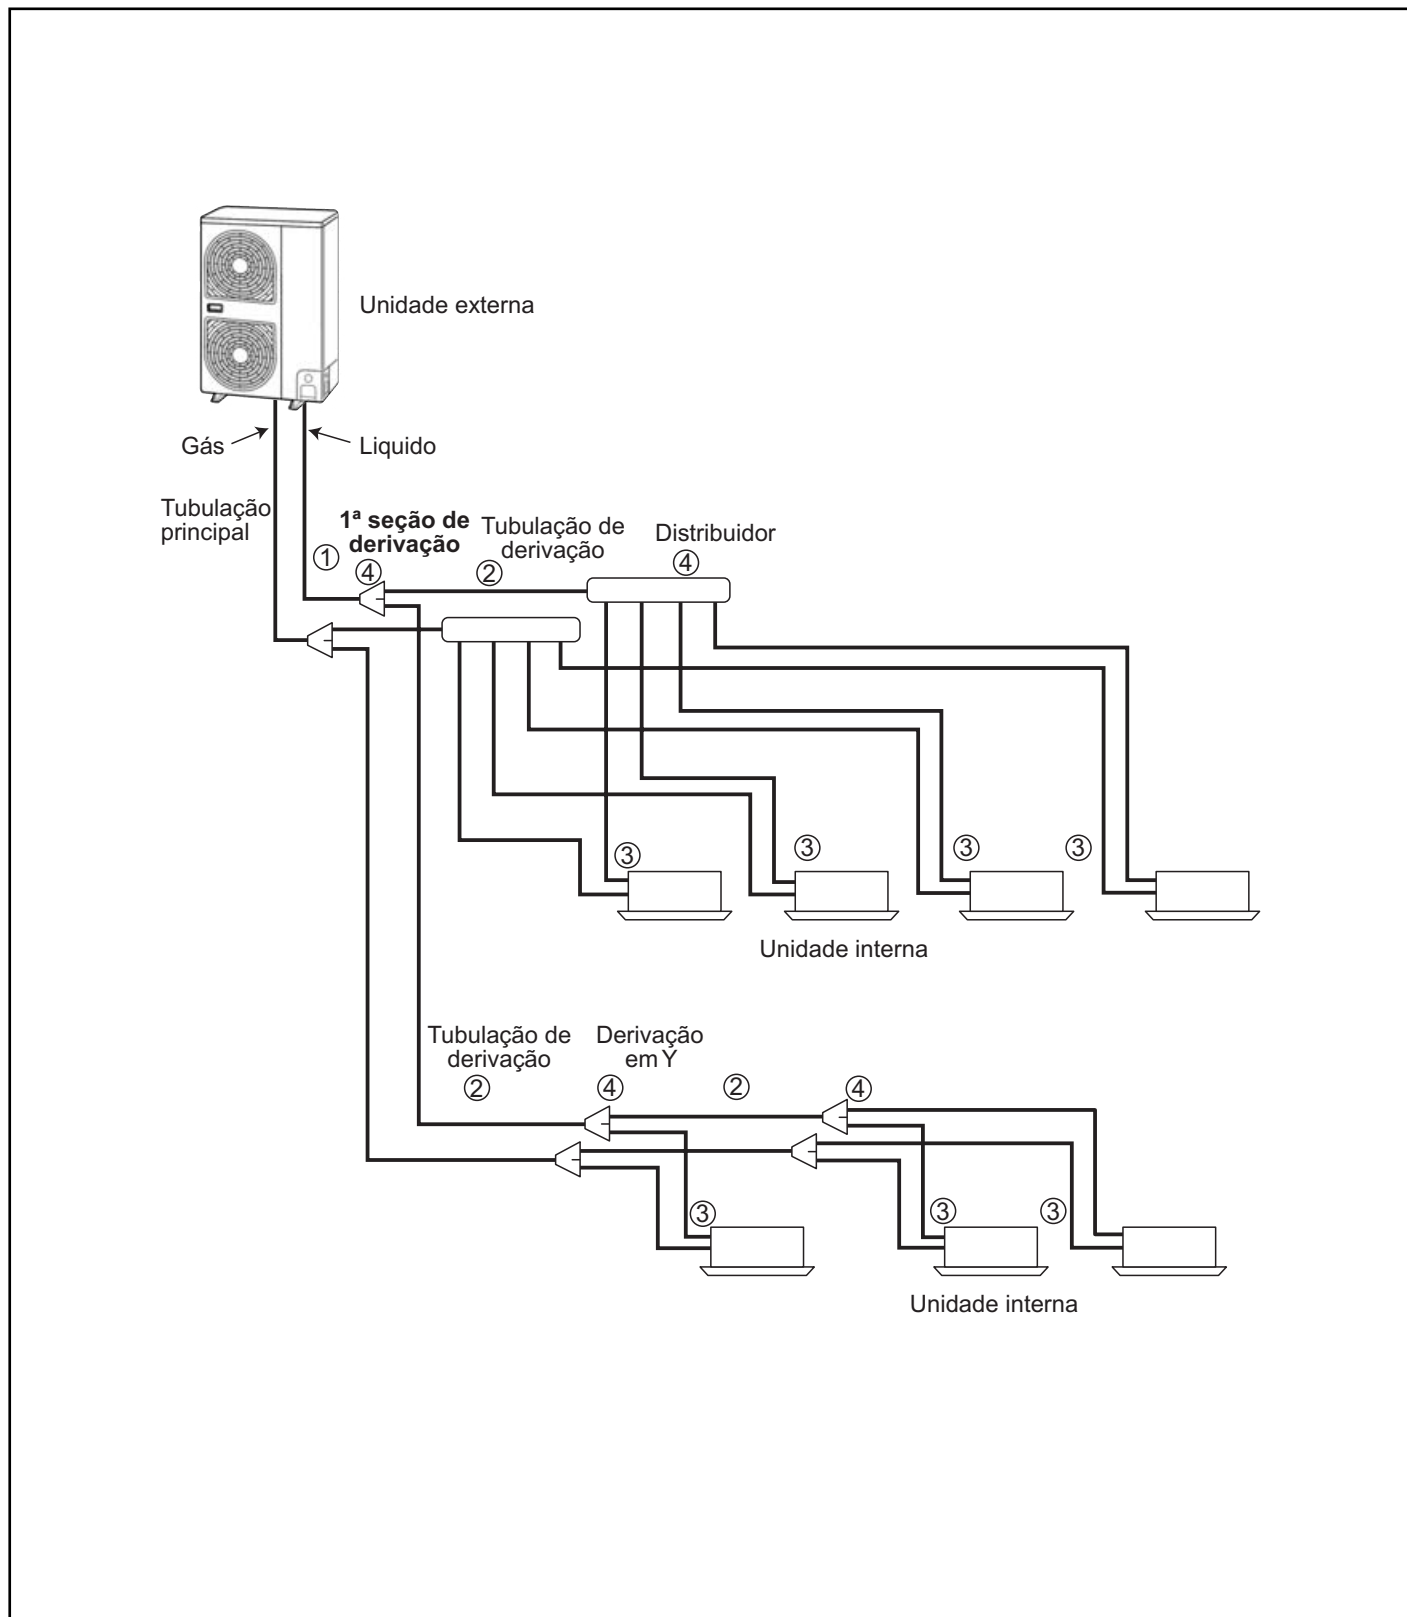 Unidade externa
Gás
Liquido
Tubulação
principal
①
1ª seção de
derivação
④
Tubulação de
derivação
②
Distribuidor
④
③
③
③
③
Unidade interna
Tubulação de
derivação
②
Derivação
em Y
④
②
④
③
③
③
Unidade interna